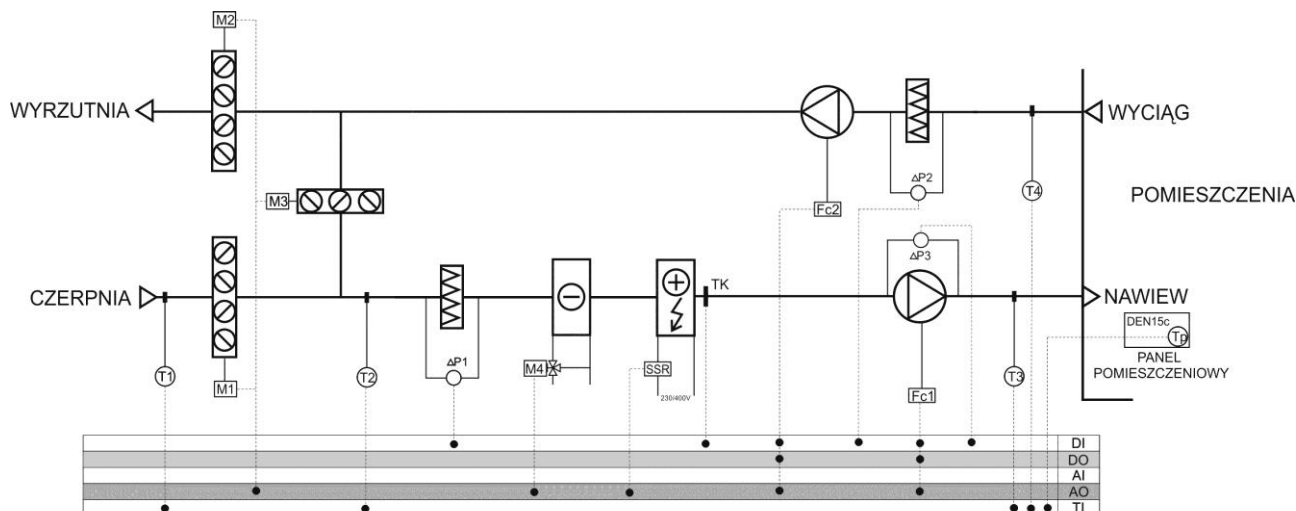 M2
WYRZUTNIA
WYCIĄG
ΔP2
T4
M3
Fc2
POMIESZCZENIA
ΔP3
CZERPNIA
TK
NAWIEW
DEN15c
Tp
PANEL
POMIESZCZENIOWY
ΔP1
T1
T2
M4
SSR
T3
M1
Fc1
230/400V
DI
DO
AI
AO
TI